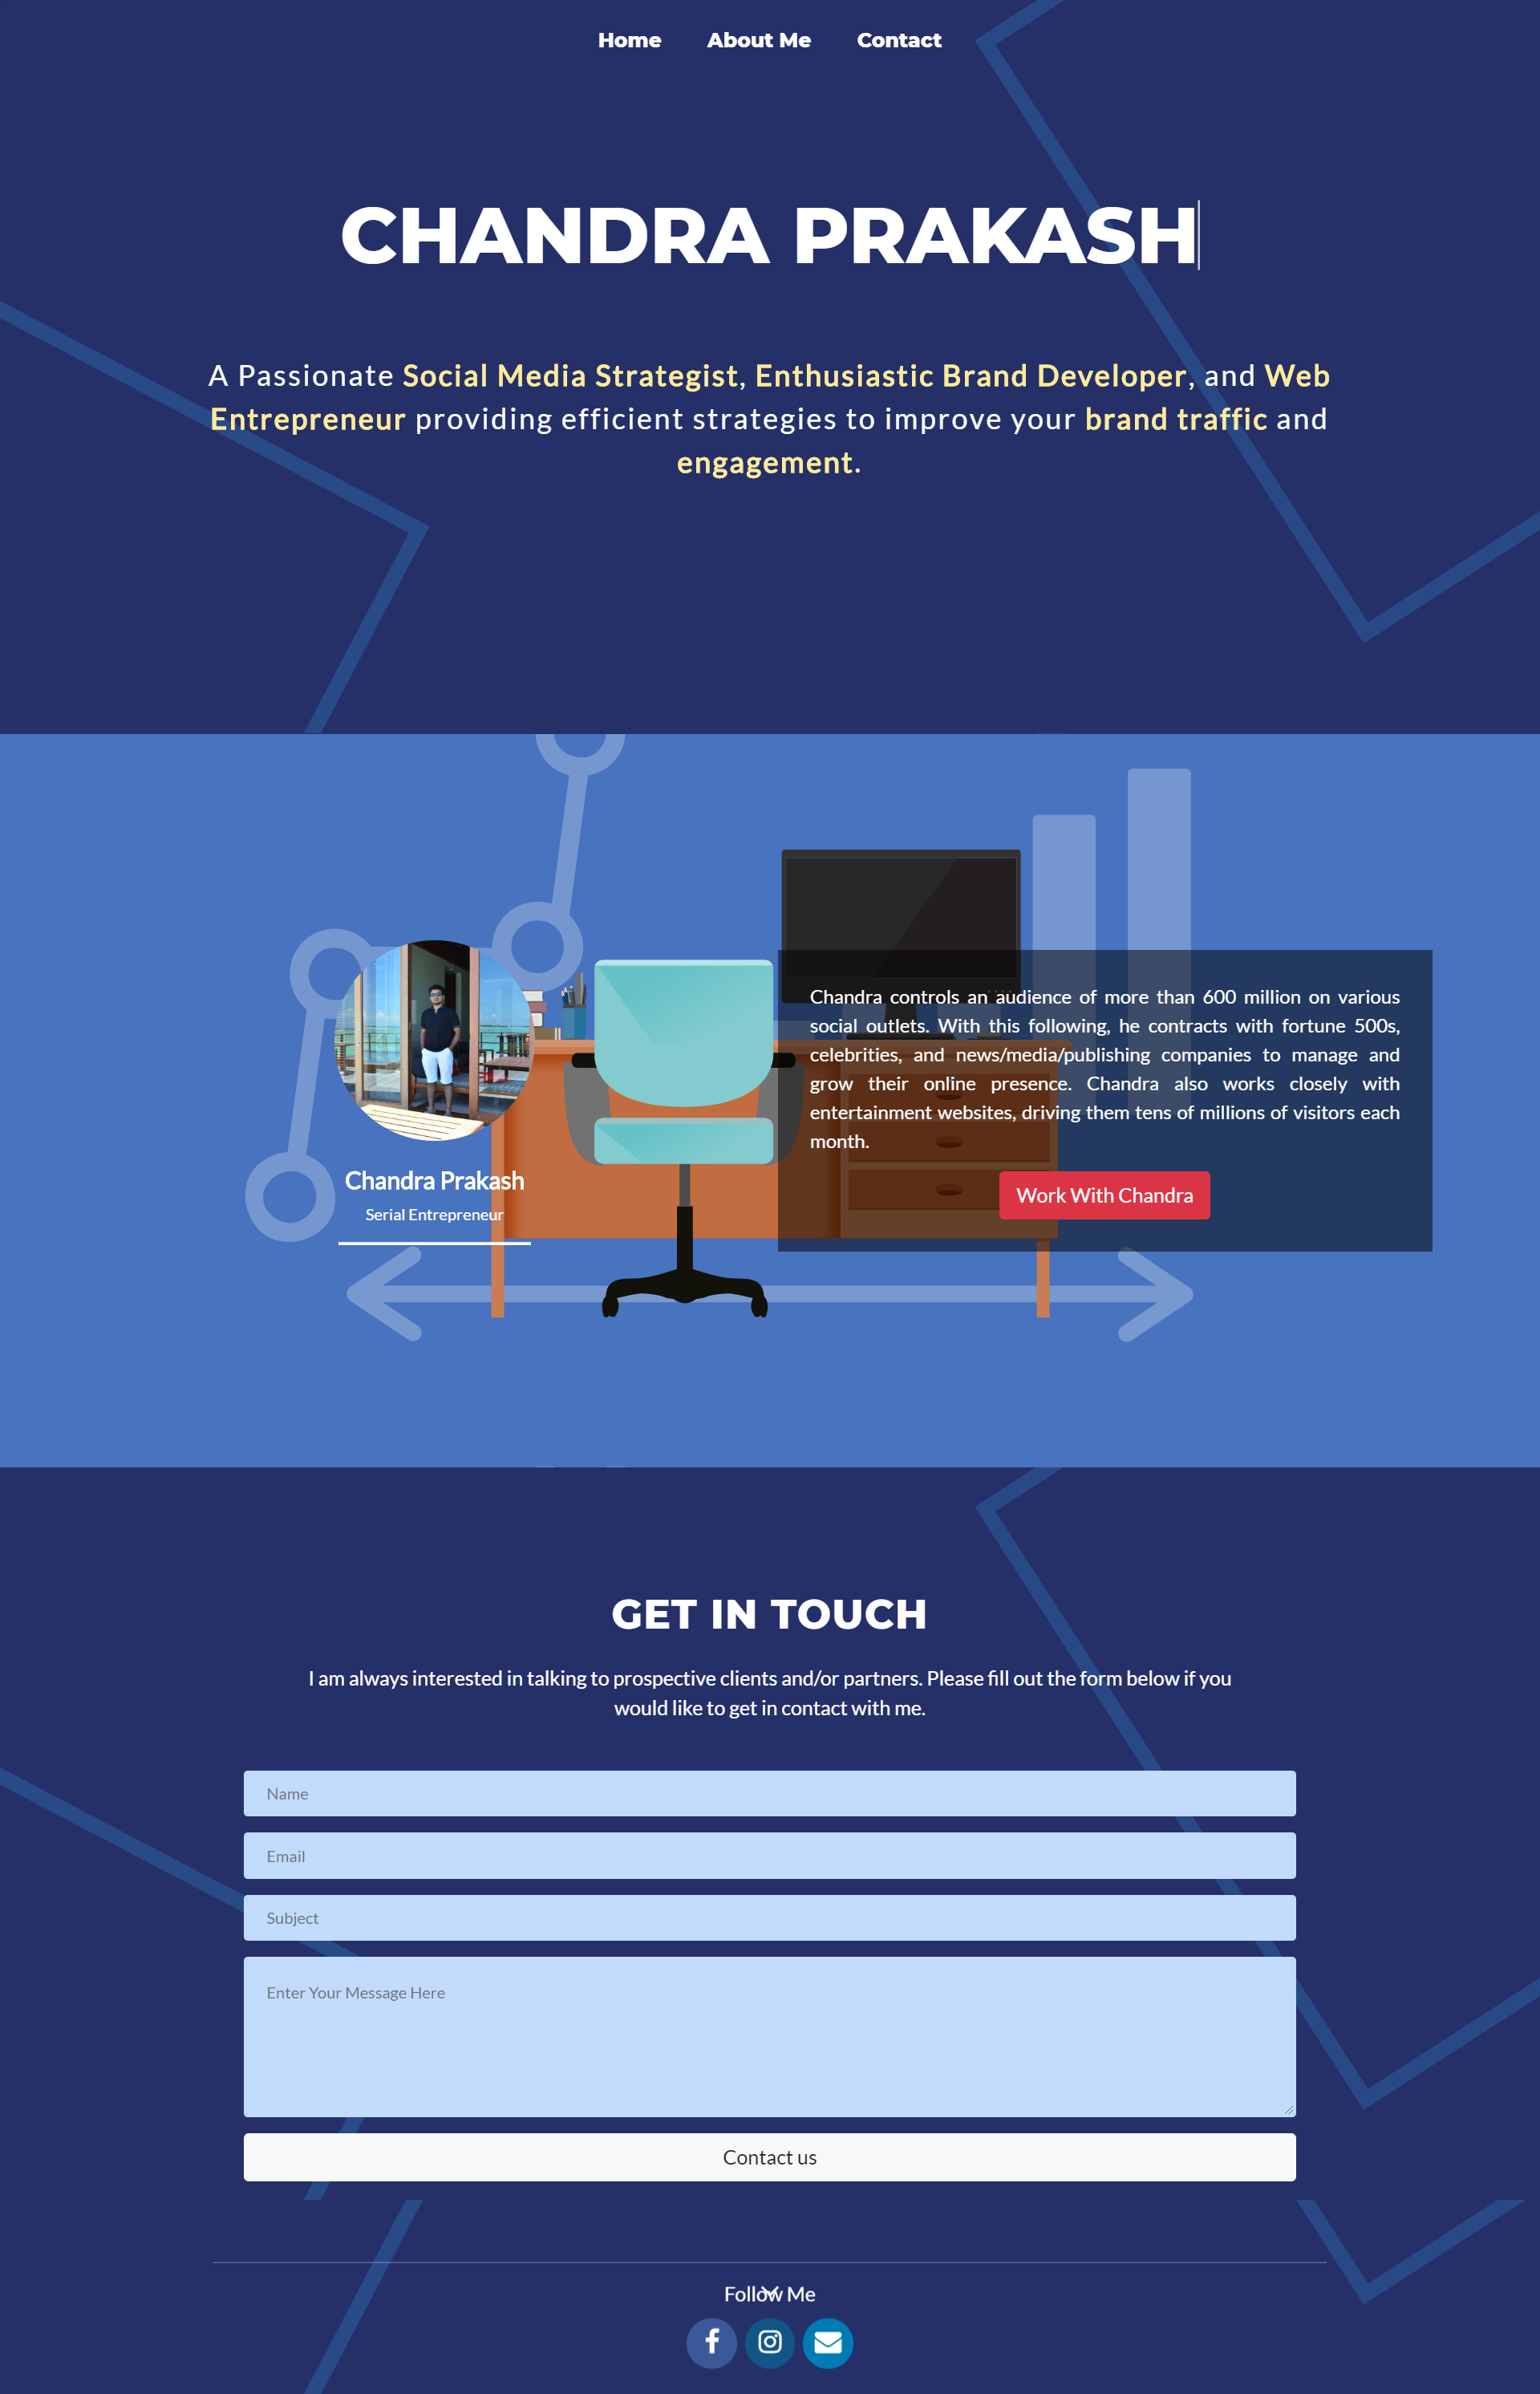 Home About Me Contact
CHANDRA PRAKASH
A Passionate Social Media Strategist, Enthusiastic Brand Developer, and Web
Entrepreneur providing efficient strategies to improve your brand traffic and
engagement.
Chandra Prakash
Serial Entrepreneur
Chandra controls an audience of more than 600 million on various
social outlets. With this following, he contracts with fortune 500s,
celebrities, and news/media/publishing companies to manage and
grow their online presence. Chandra also works closely with
entertainment websites, driving them tens of millions of visitors each
month.
Work With Chandra
GET IN TOUCH
I am always interested in talking to prospective clients and/or partners. Please fill out the form below if you
would like to get in contact with me.
Name
Email
Subject
Enter Your Message Here
Contact us
Follow Me